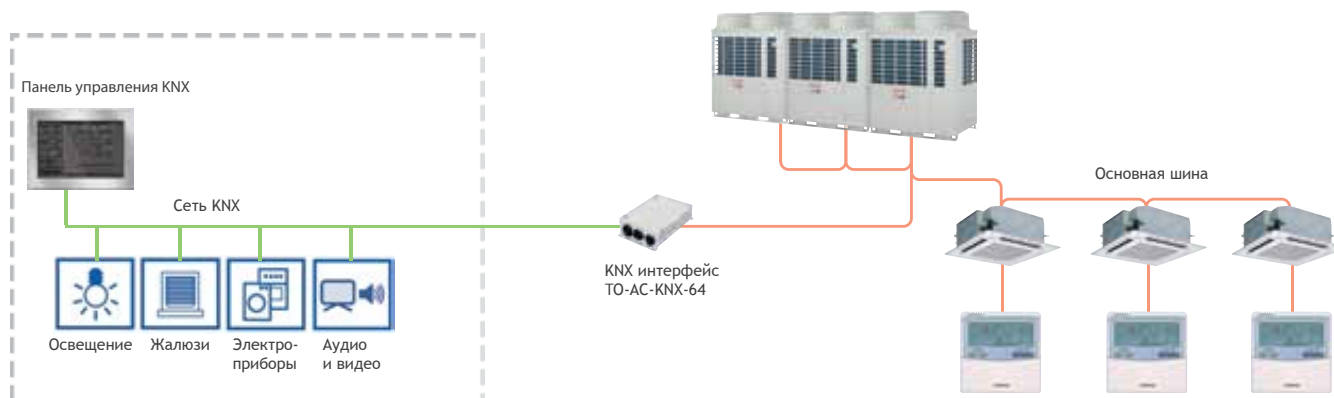 Панель управления KNX
Сеть KNX
Освещение
Жалюзи
Электро-
приборы
Аудио
и видео
KNX интерфейс
TO-AC-KNX-64
Основная шина